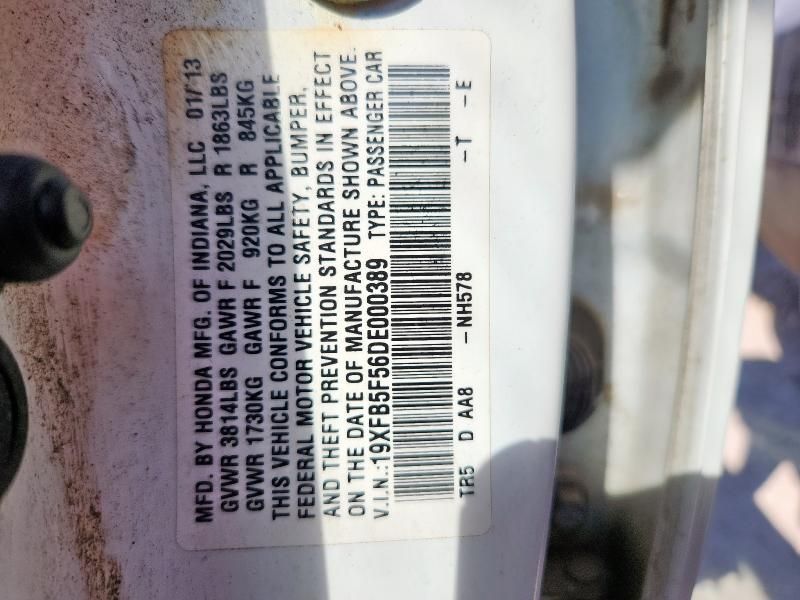 MFD. BY HONDA MFG. OF INDIANA, LLC 01/13
GVWR 3814LBS GAWR F 2029LBS R 1863LBS
GVWR 1730KG GAWR F 920KG R 845KG
THIS VEHICLE CONFORMS TO ALL APPLICABLE
FEDERAL MOTOR VEHICLE SAFETY, BUMPER,
AND THEFT PREVENTION STANDARDS IN EFFECT
ON THE DATE OF MANUFACTURE SHOWN ABOVE.
V.I.N.:19XFB5F56DE000389 TYPE: PASSENGER CAR
TR5 D AA8 -NH578 -T -E